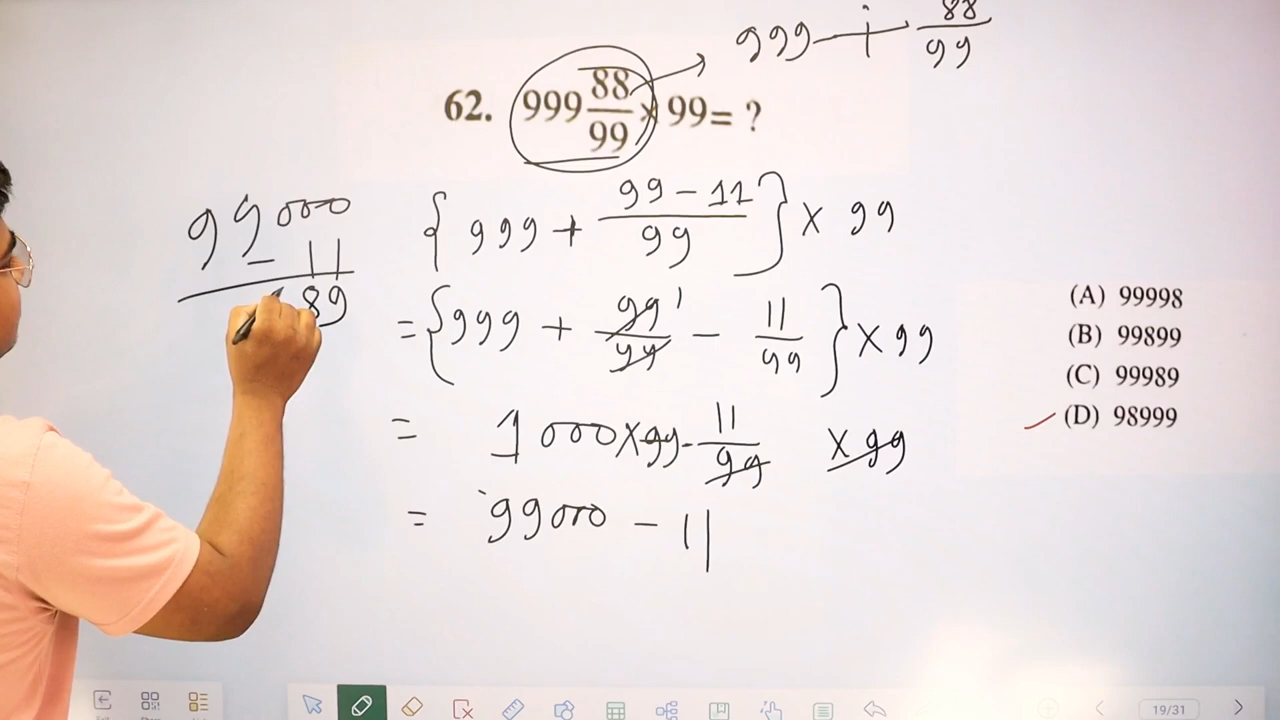 999 + 88/99
62. 999 88/99 × 99 = ?
99000
- 11
89
{ 999 + 99 - 11/99 } × 99
= { 999 + 99/99 1 - 11/99 } × 99
= 1000 × 99 - 11/99 × 99
= 99000 - 11
(A) 99998
(B) 99899
(C) 99989
(D) 98999
19/31